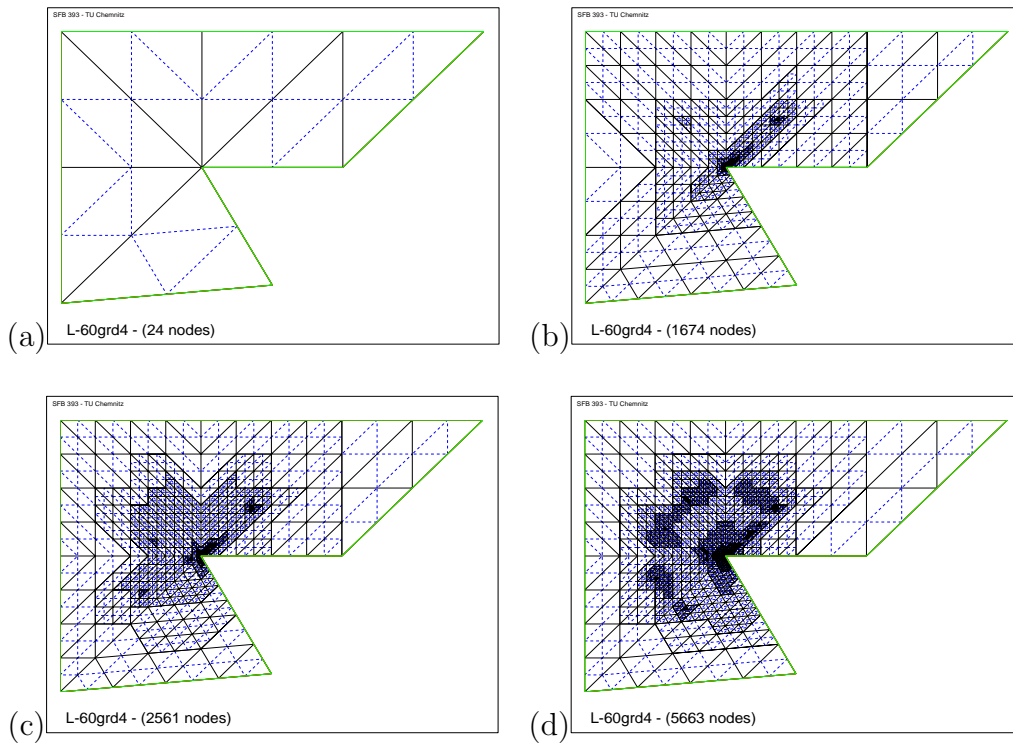 SFB 393 - TU Chemnitz
(a)
L-60grd4 - (24 nodes)
SFB 393 - TU Chemnitz
(b)
L-60grd4 - (1674 nodes)
SFB 393 - TU Chemnitz
(c)
L-60grd4 - (2561 nodes)
SFB 393 - TU Chemnitz
(d)
L-60grd4 - (5663 nodes)